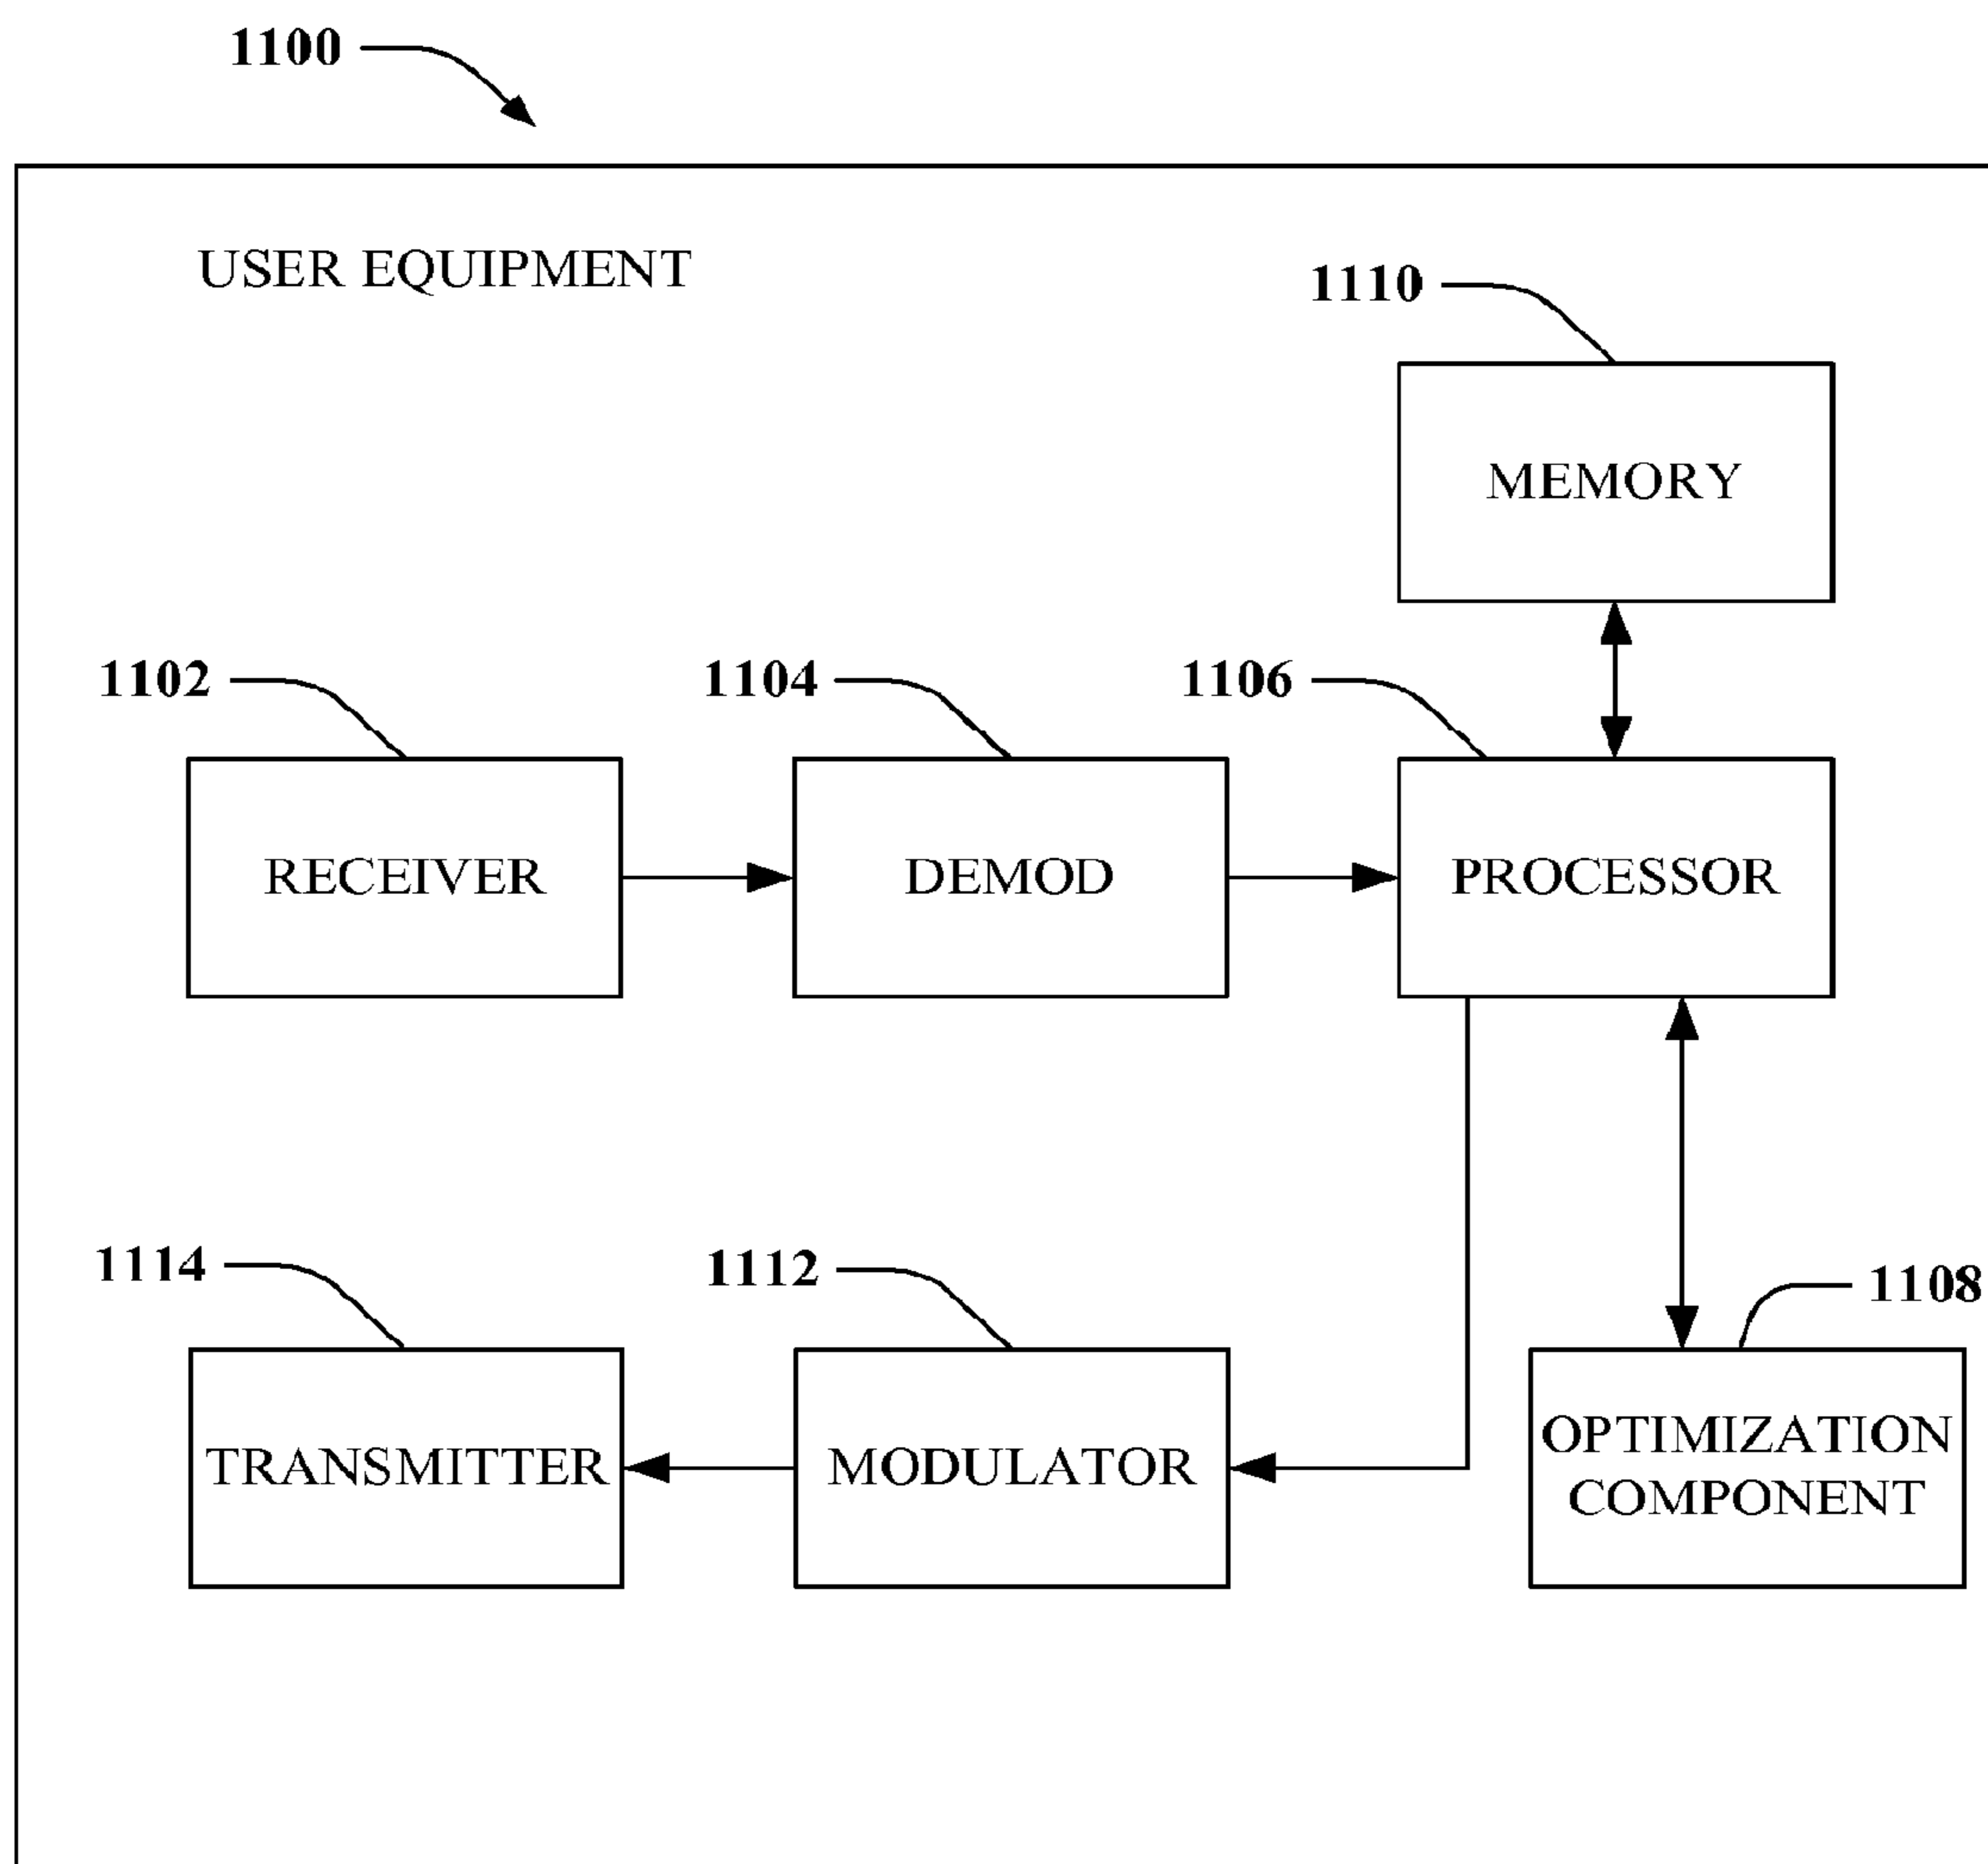 1100
USER EQUIPMENT
1110
MEMORY
1102
1104
1106
RECEIVER
DEMOD
PROCESSOR
1114
1112
1108
TRANSMITTER
MODULATOR
OPTIMIZATION
COMPONENT